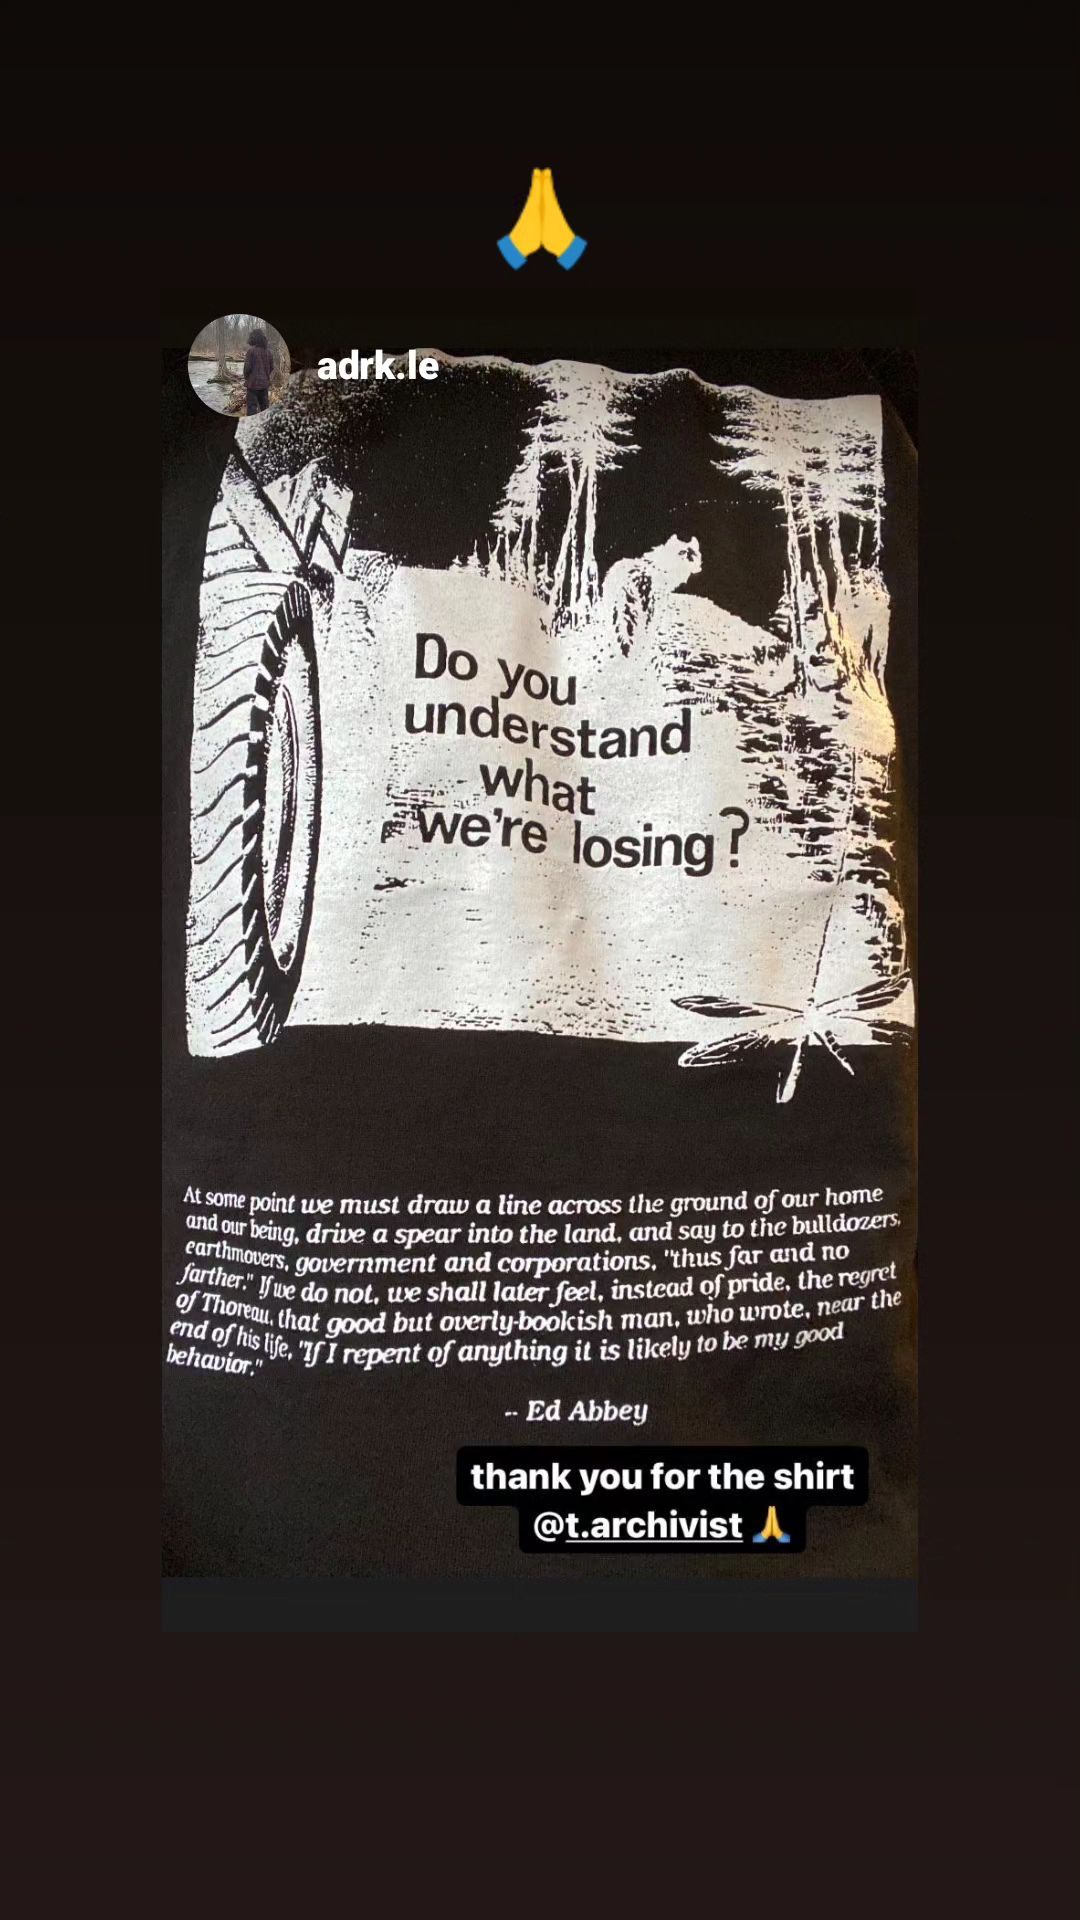 🙏
adrk.le
Do you
understand
what
we're losing?
At some point we must draw a line across the ground of our home
and our being, drive a spear into the land, and say to the bulldozers,
earthmovers, government and corporations, "thus far and no
farther." If we do not, we shall later feel, instead of pride, the regret
of Thoreau, that good but overly-bookish man, who wrote, near the
end of his life, "If I repent of anything it is likely to be my good
behavior."
-- Ed Abbey
thank you for the shirt
@t.archivist 🙏